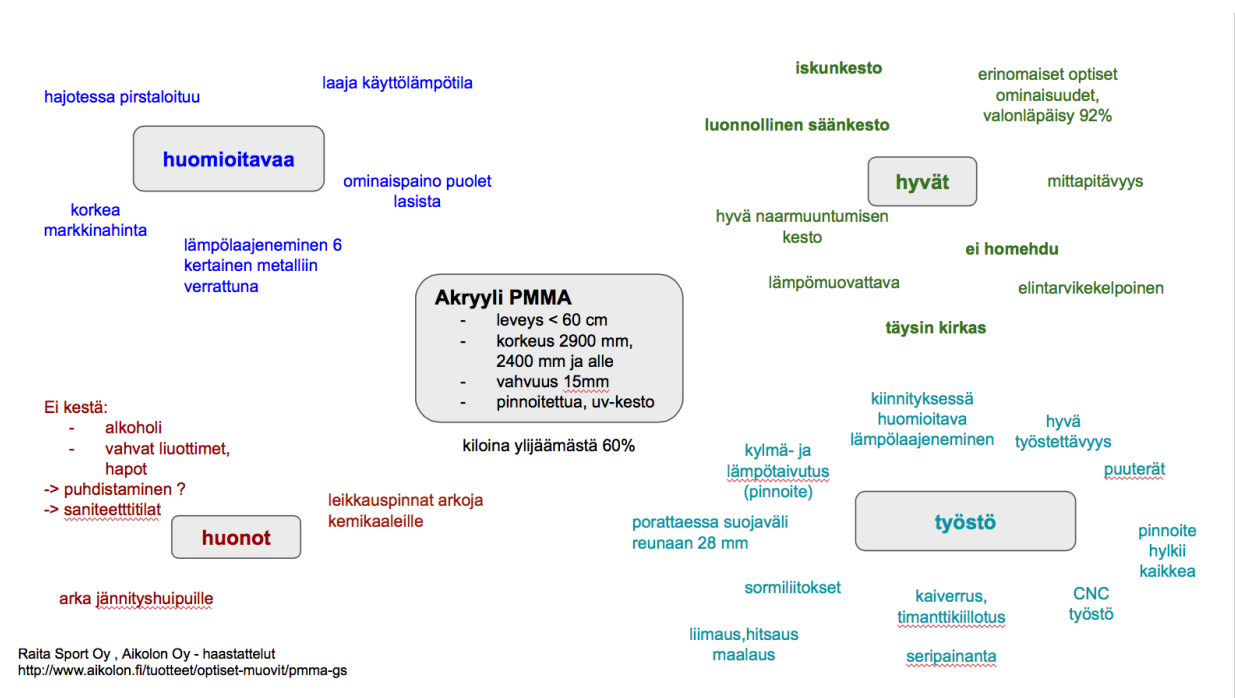 hajotessa pirstaloituu
laaja käyttölämpötila
huomioitavaa
ominaispaino puolet
lasista
korkea
markkinahinta
lämpölaajeneminen 6
kertainen metalliin
verrattuna
iskunkesto
erinomaiset optiset
ominaisuudet,
valonläpäisy 92%
luonnollinen säänkesto
hyvät
mittapitävyys
hyvä naarmuuntumisen
kesto
ei homehdu
lämpömuovattava
elintarvikekelpoinen
täysin kirkas
Akryyli PMMA
- leveys < 60 cm
- korkeus 2900 mm,
2400 mm ja alle
- vahvuus 15mm
- pinnoitettua, uv-kesto
kiloina ylijäämästä 60%
Ei kestä:
- alkoholi
- vahvat liuottimet,
hapot
-> puhdistaminen ?
-> saniteetttitilat
huonot
leikkauspinnat arkoja
kemikaaleille
arka jännityshuipuille
kiinnityksessä
huomioitava
lämpölaajeneminen
hyvä
työstettävyys
puuterät
kylmä- ja
lämpötaivutus
(pinnoite)
työstö
porattaessa suojaväli
reunaan 28 mm
pinnoite
hylkii
kaikkea
sormiliitokset
kaiverrus,
timanttikiillotus
CNC
työstö
liimaus,hitsaus
maalaus
seripainanta
Raita Sport Oy , Aikolon Oy - haastattelut
http://www.aikolon.fi/tuotteet/optiset-muovit/pmma-gs